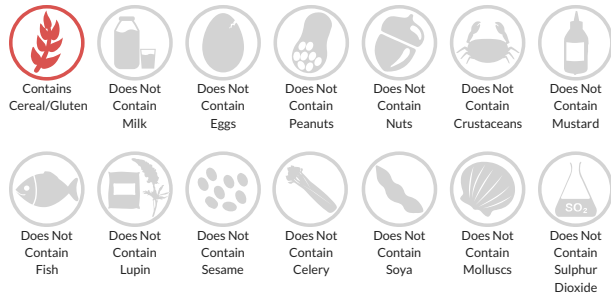 Contains
Cereal/Gluten
Does Not
Contain
Milk
Does Not
Contain
Eggs
Does Not
Contain
Peanuts
Does Not
Contain
Nuts
Does Not
Contain
Crustaceans
Does Not
Contain
Mustard
Does Not
Contain
Fish
Does Not
Contain
Lupin
Does Not
Contain
Sesame
Does Not
Contain
Celery
Does Not
Contain
Soya
Does Not
Contain
Molluscs
SO₂
Does Not
Contain
Sulphur
Dioxide